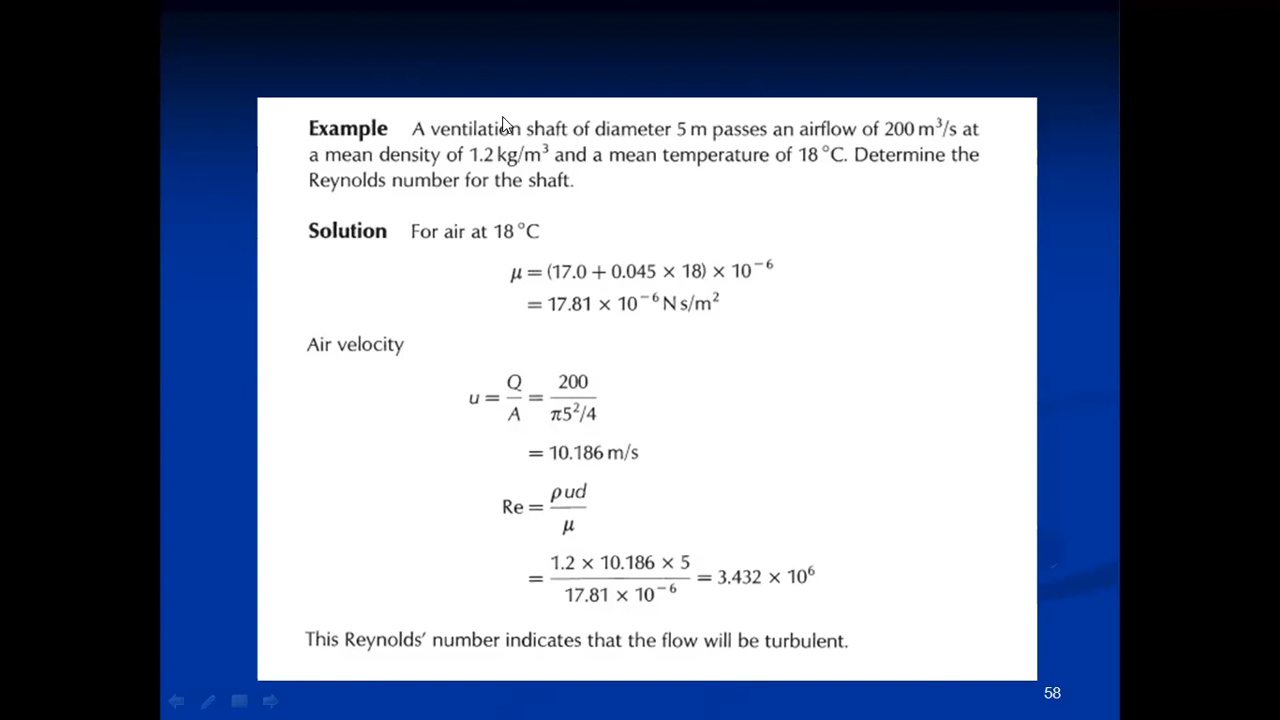 Example A ventilation shaft of diameter 5 m passes an airflow of 200 m³/s at
a mean density of 1.2 kg/m³ and a mean temperature of 18 °C. Determine the
Reynolds number for the shaft.
Solution For air at 18 °C
μ = (17.0 + 0.045 × 18) × 10⁻⁶
= 17.81 × 10⁻⁶ N s/m²
Air velocity
u = Q/A = 200/(π5²/4)
= 10.186 m/s
Re = ρud/μ
= (1.2 × 10.186 × 5)/(17.81 × 10⁻⁶) = 3.432 × 10⁶
This Reynolds' number indicates that the flow will be turbulent.
58